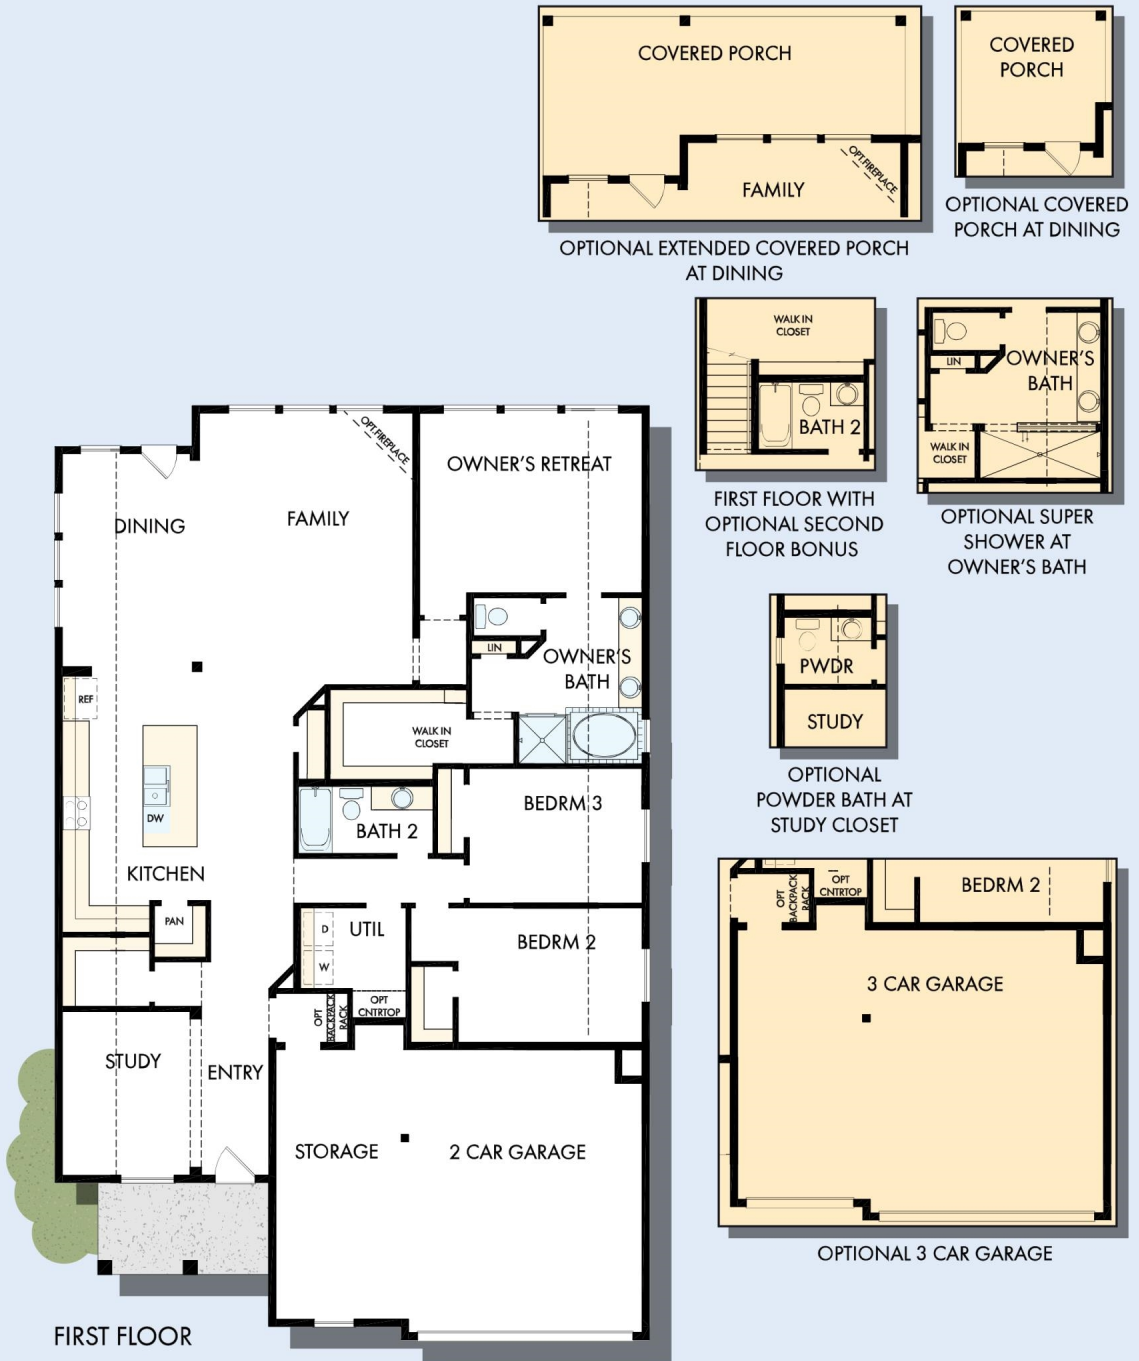 COVERED PORCH
OPT.FIREPLACE
FAMILY
OPTIONAL EXTENDED COVERED PORCH
AT DINING
COVERED
PORCH
OPTIONAL COVERED
PORCH AT DINING
WALK IN
CLOSET
BATH 2
FIRST FLOOR WITH
OPTIONAL SECOND
FLOOR BONUS
LIN
OWNER'S
BATH
WALK IN
CLOSET
OPTIONAL SUPER
SHOWER AT
OWNER'S BATH
PWDR
STUDY
OPTIONAL
POWDER BATH AT
STUDY CLOSET
OPT
BACKPACK
RACK
OPT
CNTRTOP
BEDRM 2
3 CAR GARAGE
OPTIONAL 3 CAR GARAGE
OPT.FIREPLACE
OWNER'S RETREAT
DINING
FAMILY
LIN
OWNER'S
BATH
REF
WALK IN
CLOSET
DW
BATH 2
BEDRM 3
KITCHEN
PAN
D
W
UTIL
BEDRM 2
OPT
BACKPACK
RACK
OPT
CNTRTOP
STUDY
ENTRY
STORAGE
2 CAR GARAGE
FIRST FLOOR